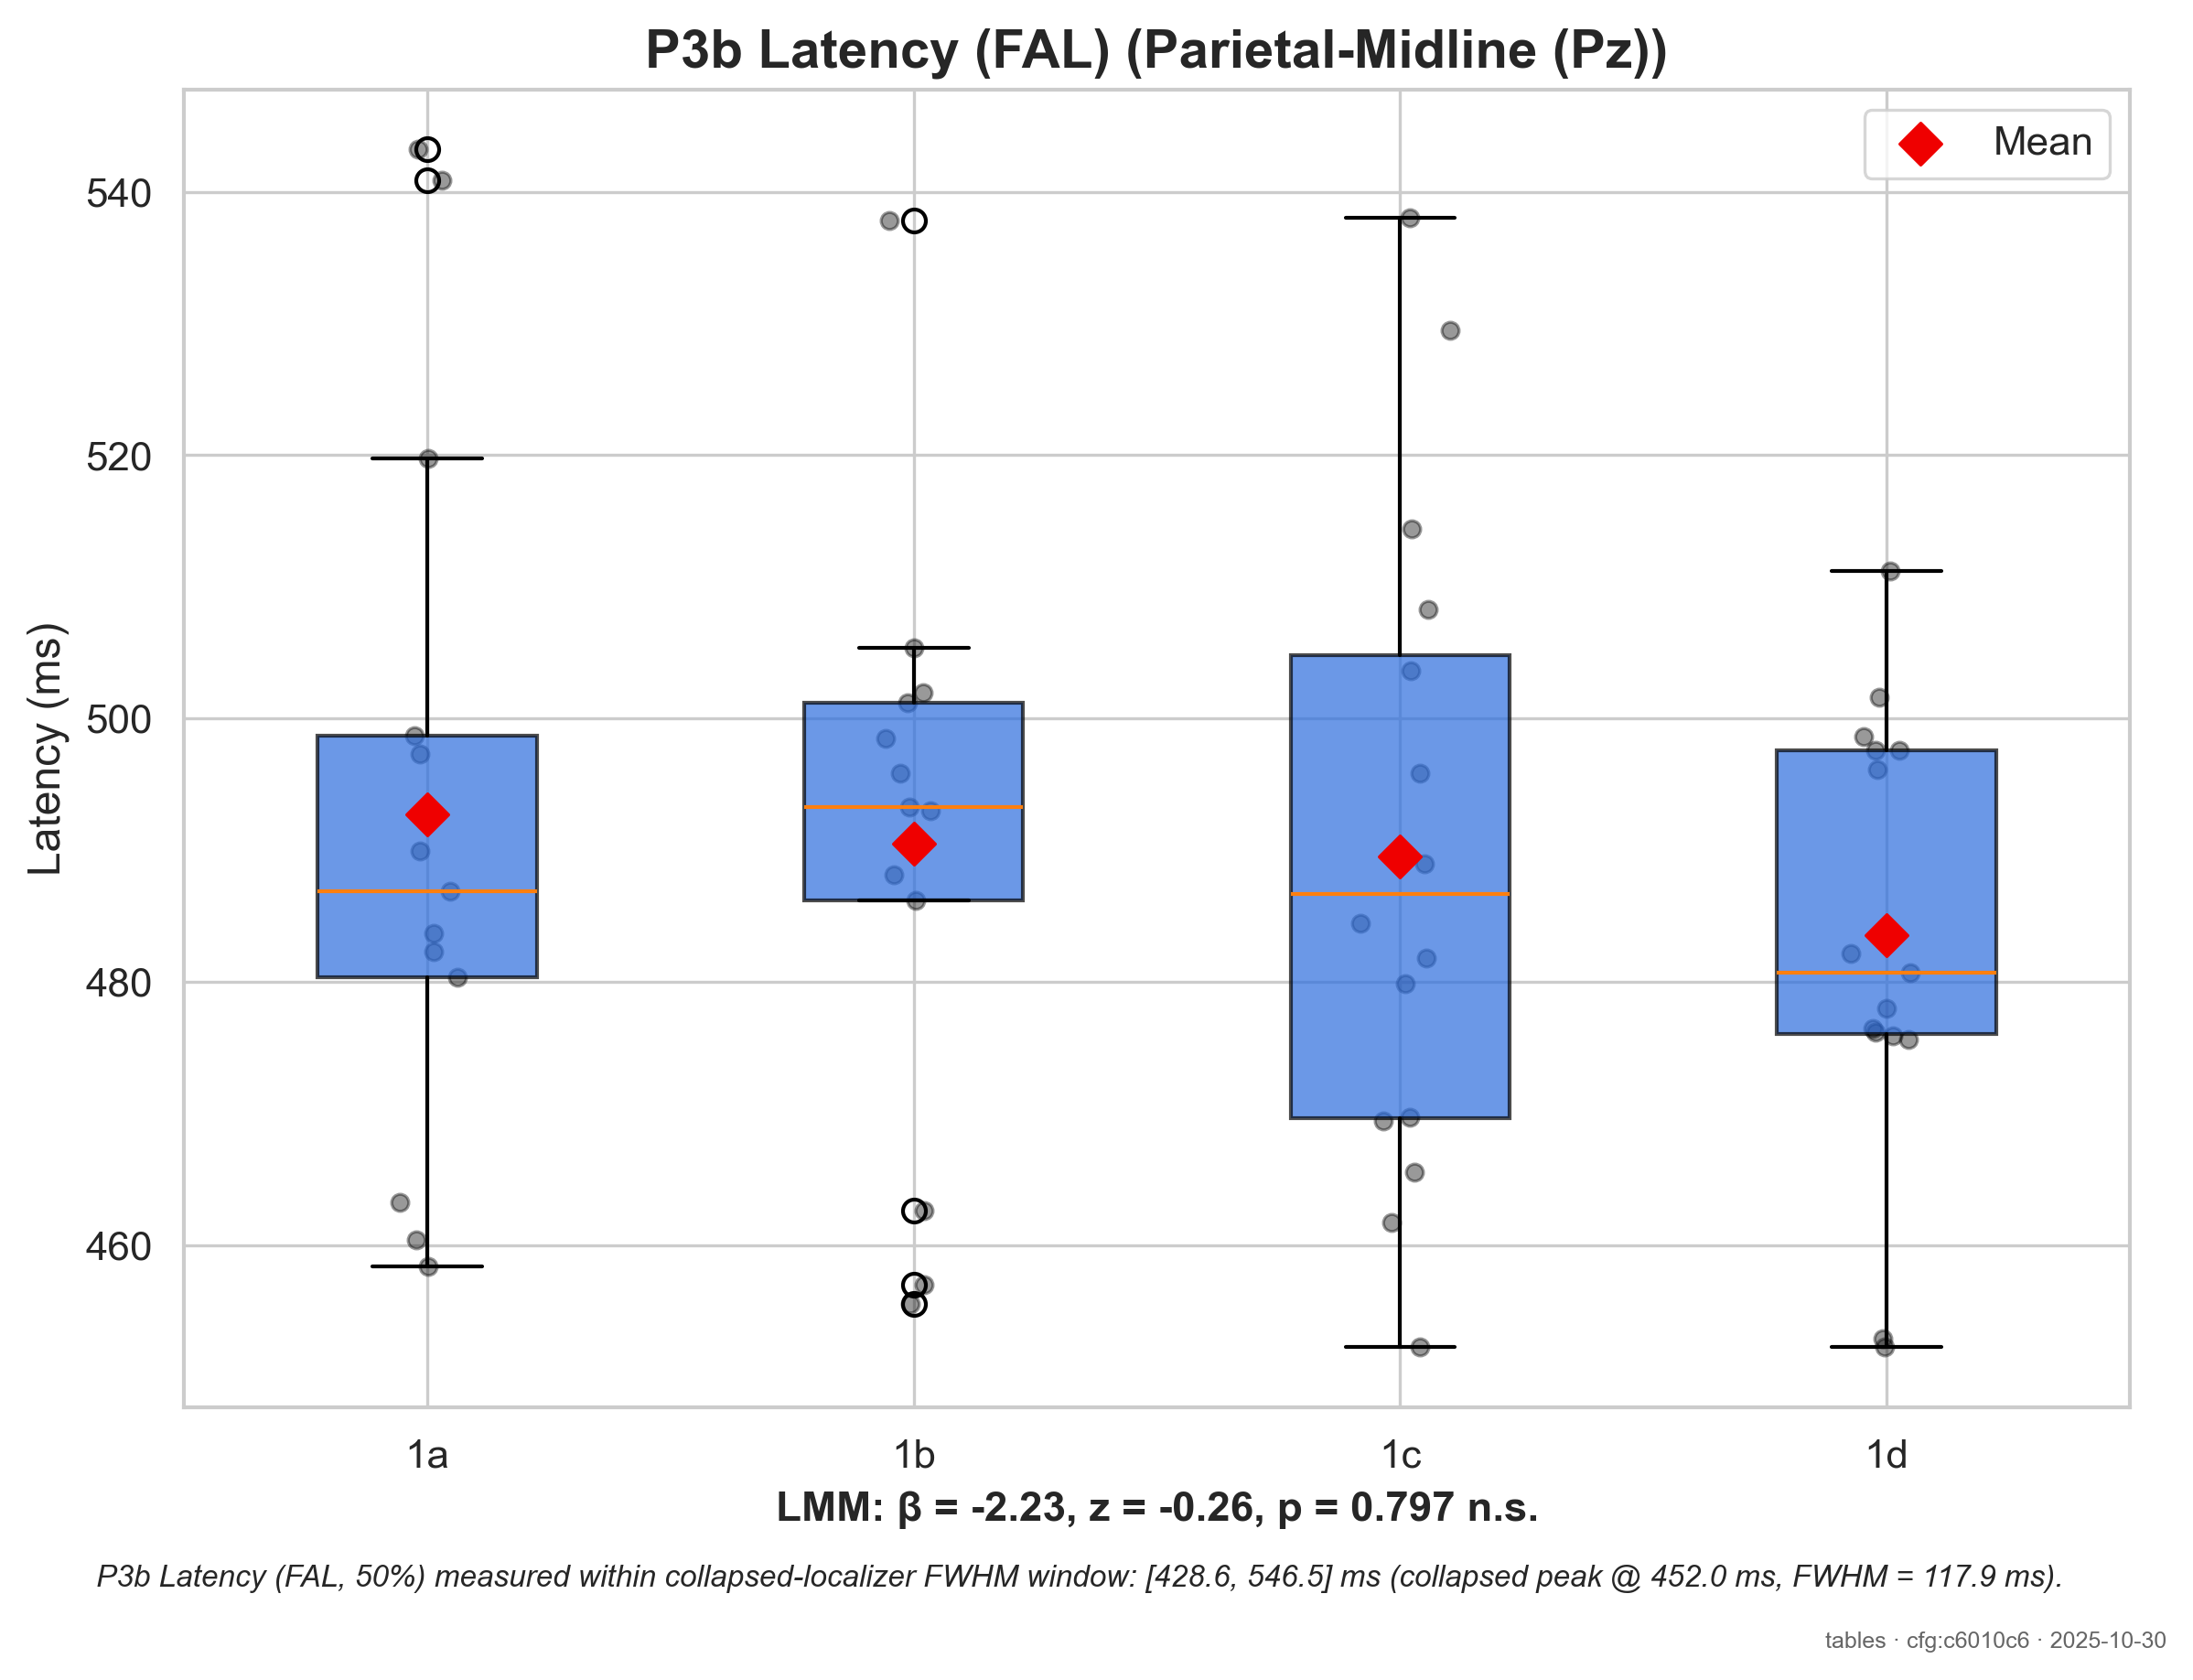 P3b Latency (FAL) (Parietal-Midline (Pz))
Mean
Latency (ms)
540
520
500
480
460
1a 1b 1c 1d
LMM: β = -2.23, z = -0.26, p = 0.797 n.s.
P3b Latency (FAL, 50%) measured within collapsed-localizer FWHM window: [428.6, 546.5] ms (collapsed peak @ 452.0 ms, FWHM = 117.9 ms).
tables · cfg:c6010c6 · 2025-10-30